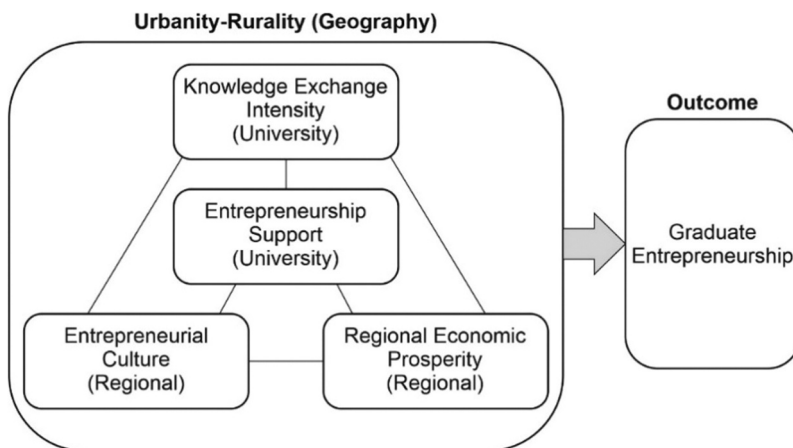 Urbanity-Rurality (Geography)
Knowledge Exchange
Intensity
(University)
Entrepreneurship
Support
(University)
Entrepreneurial
Culture
(Regional)
Regional Economic
Prosperity
(Regional)
Outcome
Graduate
Entrepreneurship